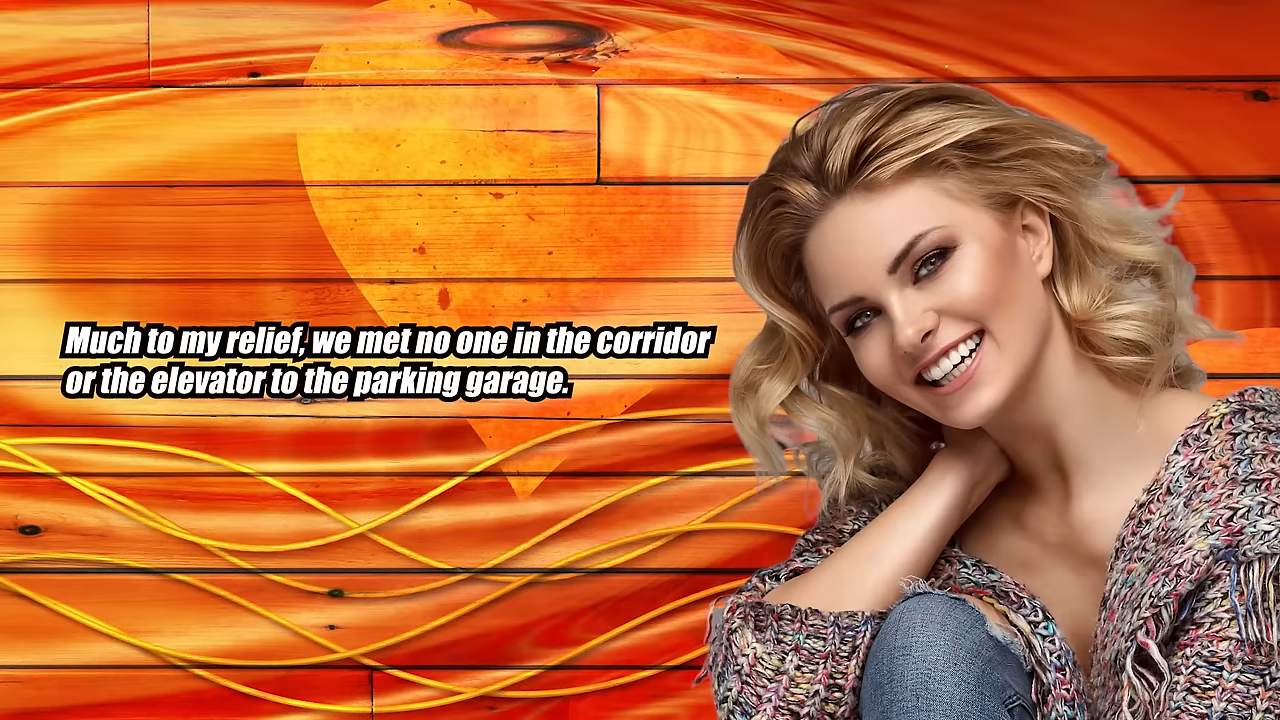 Much to my relief, we met no one in the corridor
or the elevator to the parking garage.